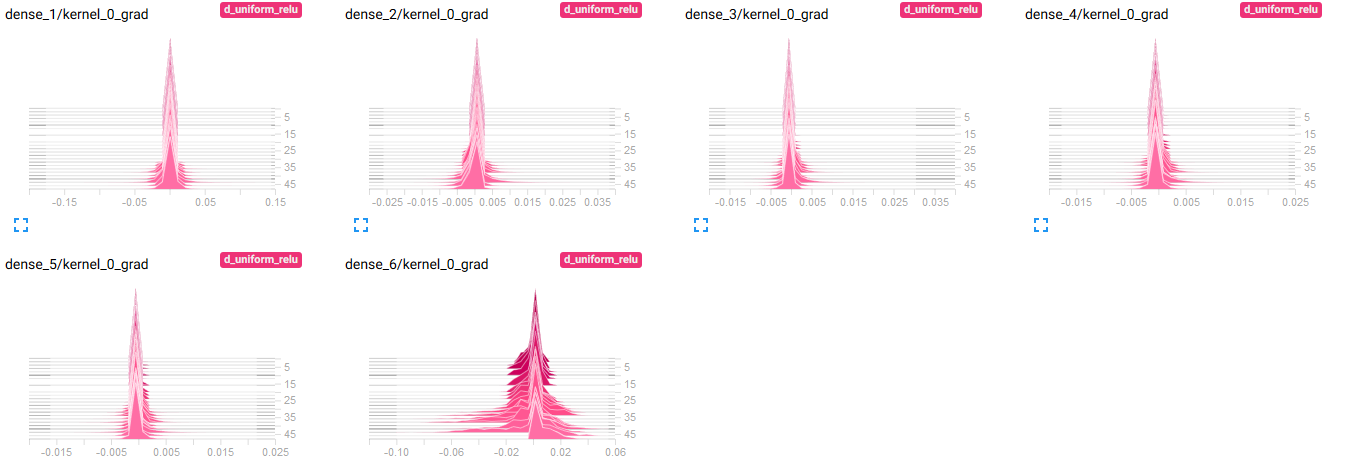 dense_1/kernel_0_grad d_uniform_relu
5
15
25
35
45
-0.15 -0.05 0.05 0.15
dense_2/kernel_0_grad d_uniform_relu
5
15
25
35
45
-0.025 -0.015 -0.005 0.005 0.015 0.025 0.035
dense_3/kernel_0_grad d_uniform_relu
5
15
25
35
45
-0.015 -0.005 0.005 0.015 0.025 0.035
dense_4/kernel_0_grad d_uniform_relu
5
15
25
35
45
-0.015 -0.005 0.005 0.015 0.025
dense_5/kernel_0_grad d_uniform_relu
5
15
25
35
45
-0.015 -0.005 0.005 0.015 0.025
dense_6/kernel_0_grad d_uniform_relu
5
15
25
35
45
-0.10 -0.06 -0.02 0.02 0.06